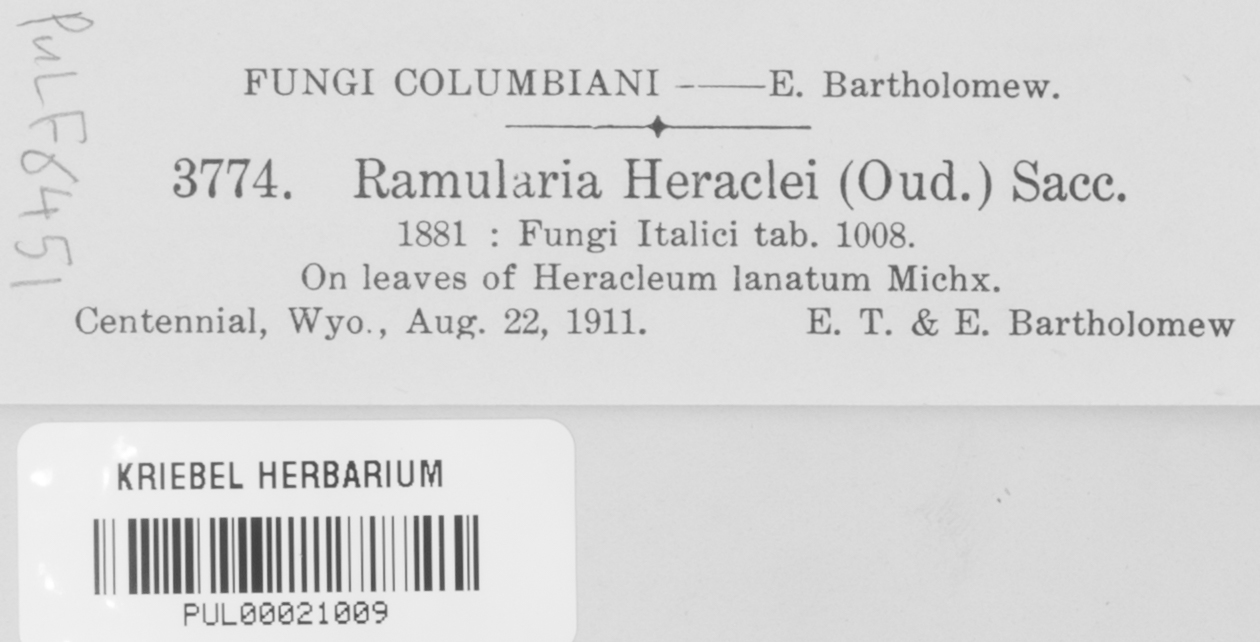 PuLF8451
FUNGI COLUMBIANI ——E. Bartholomew.
3774. Ramularia Heraclei (Oud.) Sacc.
1881 : Fungi Italici tab. 1008.
On leaves of Heracleum lanatum Michx.
Centennial, Wyo., Aug. 22, 1911. E. T. & E. Bartholomew
KRIEBEL HERBARIUM
PUL00021009